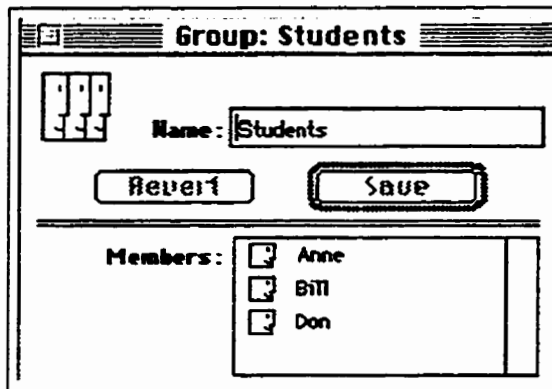 Group: Students
Name: Students
Revert Save
Members: Anne
Bill
Don